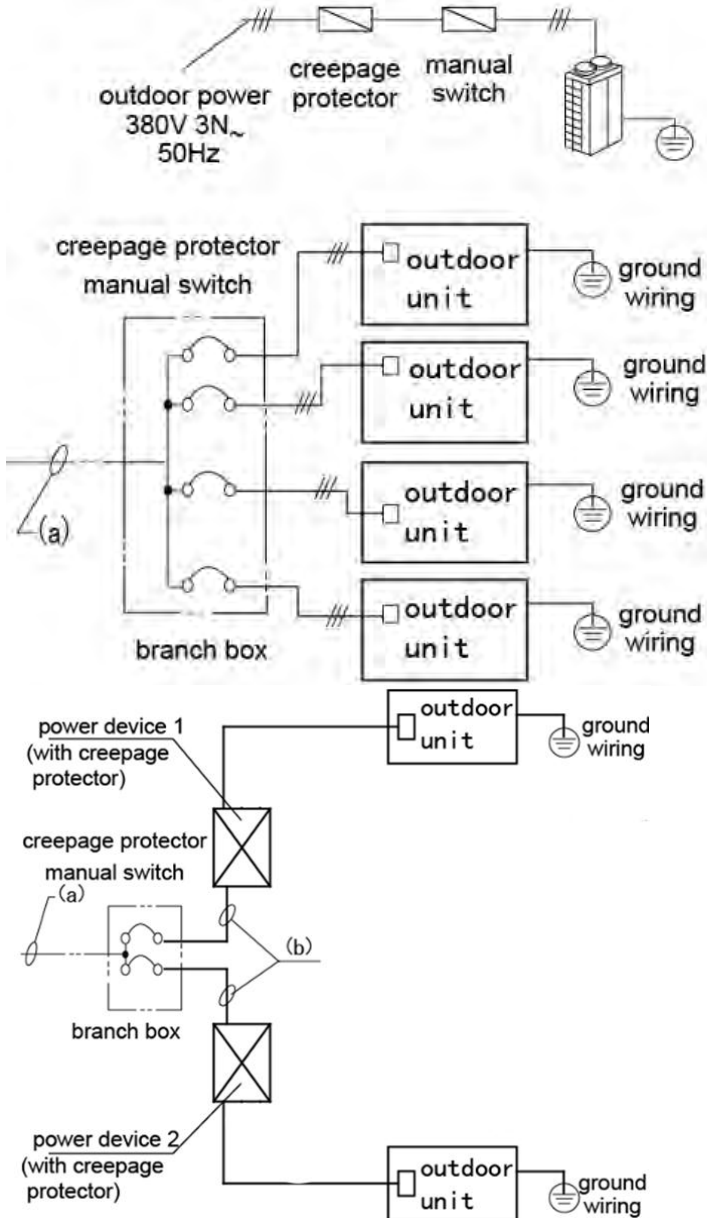 outdoor power
380V 3N~
50Hz
creepage
protector
manual
switch
creepage protector
manual switch
(a)
branch box
outdoor
unit
ground
wiring
outdoor
unit
ground
wiring
outdoor
unit
ground
wiring
outdoor
unit
ground
wiring
power device 1
(with creepage
protector)
outdoor
unit
ground
wiring
creepage protector
manual switch
(a)
(b)
branch box
power device 2
(with creepage
protector)
outdoor
unit
ground
wiring